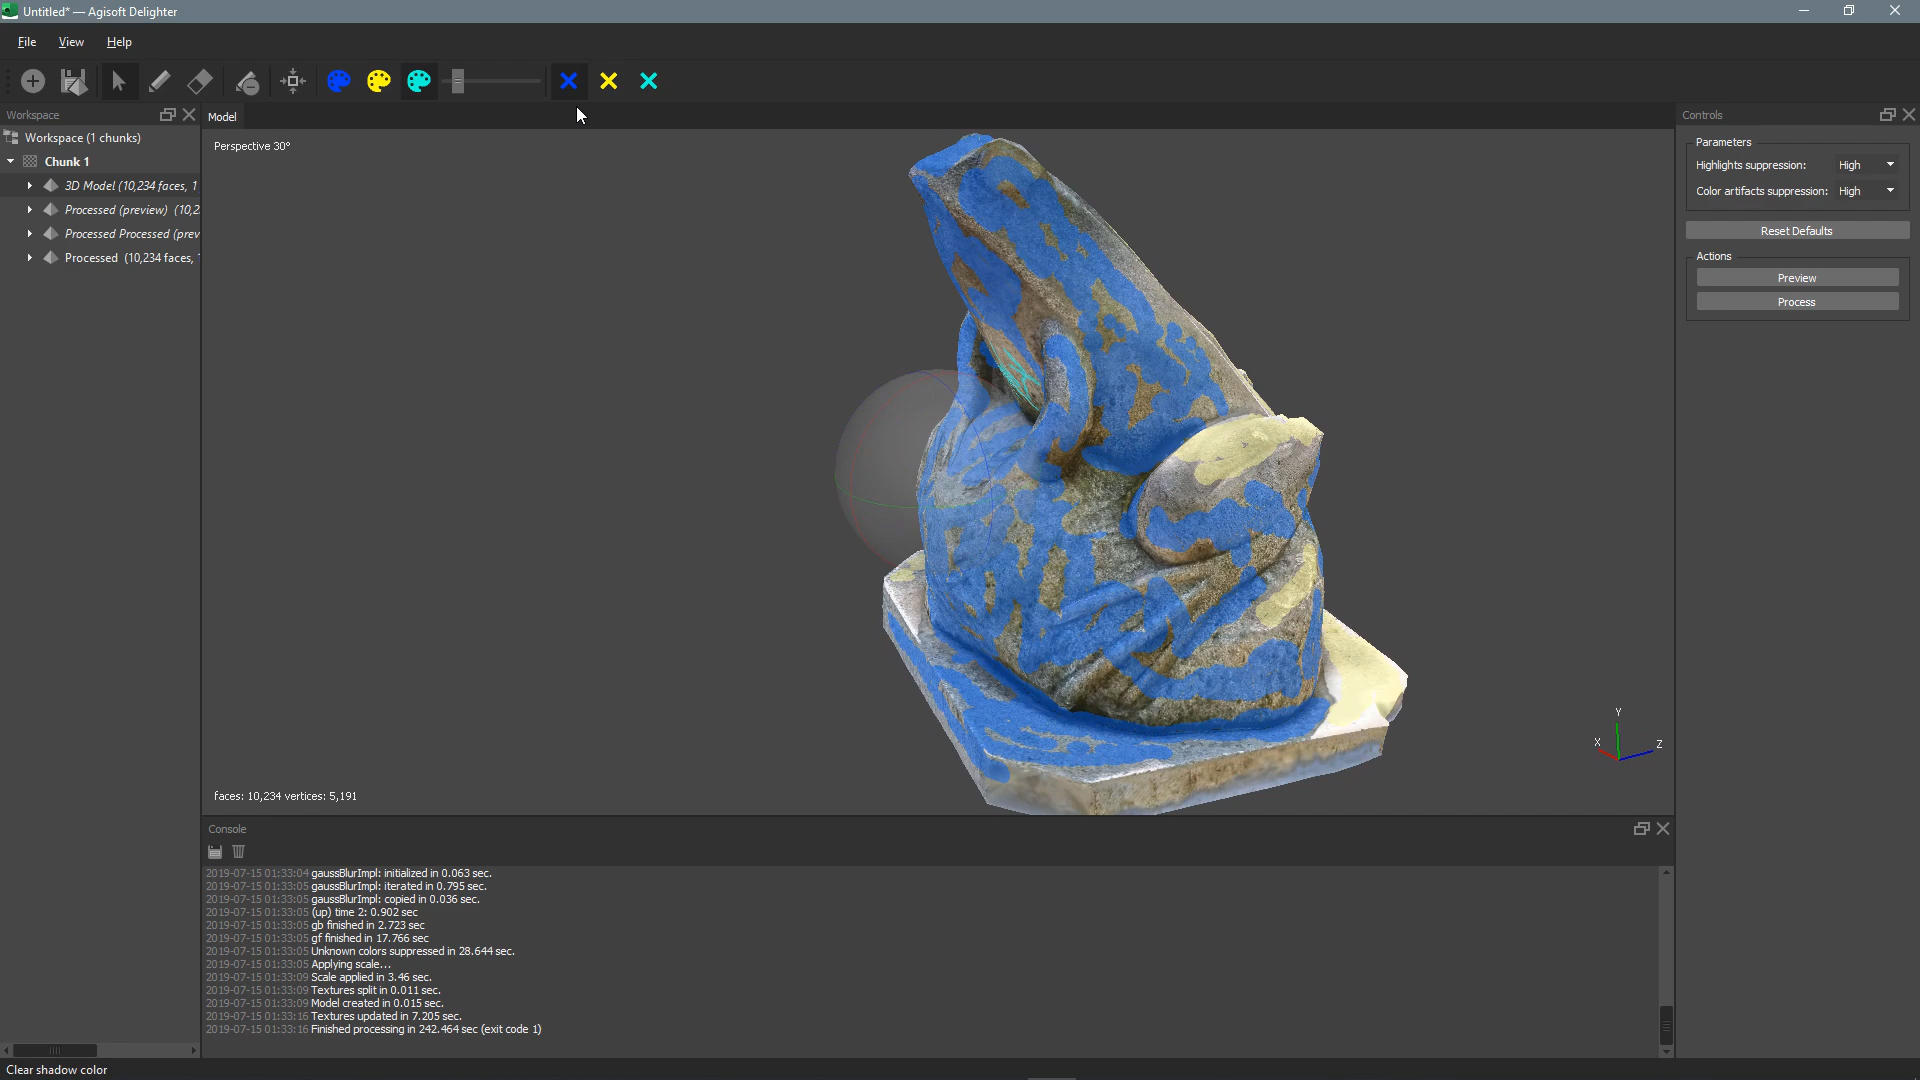 Untitled* — Agisoft Delighter
File View Help
Workspace
Workspace (1 chunks)
Chunk 1
3D Model (10,234 faces, 1
Processed (preview) (10,2
Processed Processed (prev
Processed (10,234 faces, 1
Model
Perspective 30°
Y
X
Z
faces: 10,234 vertices: 5,191
Console
2019-07-15 01:33:04 gaussBlurImpl: initialized in 0.063 sec.
2019-07-15 01:33:05 gaussBlurImpl: iterated in 0.795 sec.
2019-07-15 01:33:05 gaussBlurImpl: copied in 0.036 sec.
2019-07-15 01:33:05 (up) time 2: 0.902 sec
2019-07-15 01:33:05 gb finished in 2.723 sec
2019-07-15 01:33:05 gf finished in 17.766 sec
2019-07-15 01:33:05 Unknown colors suppressed in 28.644 sec.
2019-07-15 01:33:05 Applying scale...
2019-07-15 01:33:09 Scale applied in 3.46 sec.
2019-07-15 01:33:09 Textures split in 0.011 sec.
2019-07-15 01:33:09 Model created in 0.015 sec.
2019-07-15 01:33:16 Textures updated in 7.205 sec.
2019-07-15 01:33:16 Finished processing in 242.464 sec (exit code 1)
Controls
Parameters
Highlights suppression: High
Color artifacts suppression: High
Reset Defaults
Actions
Preview
Process
Clear shadow color